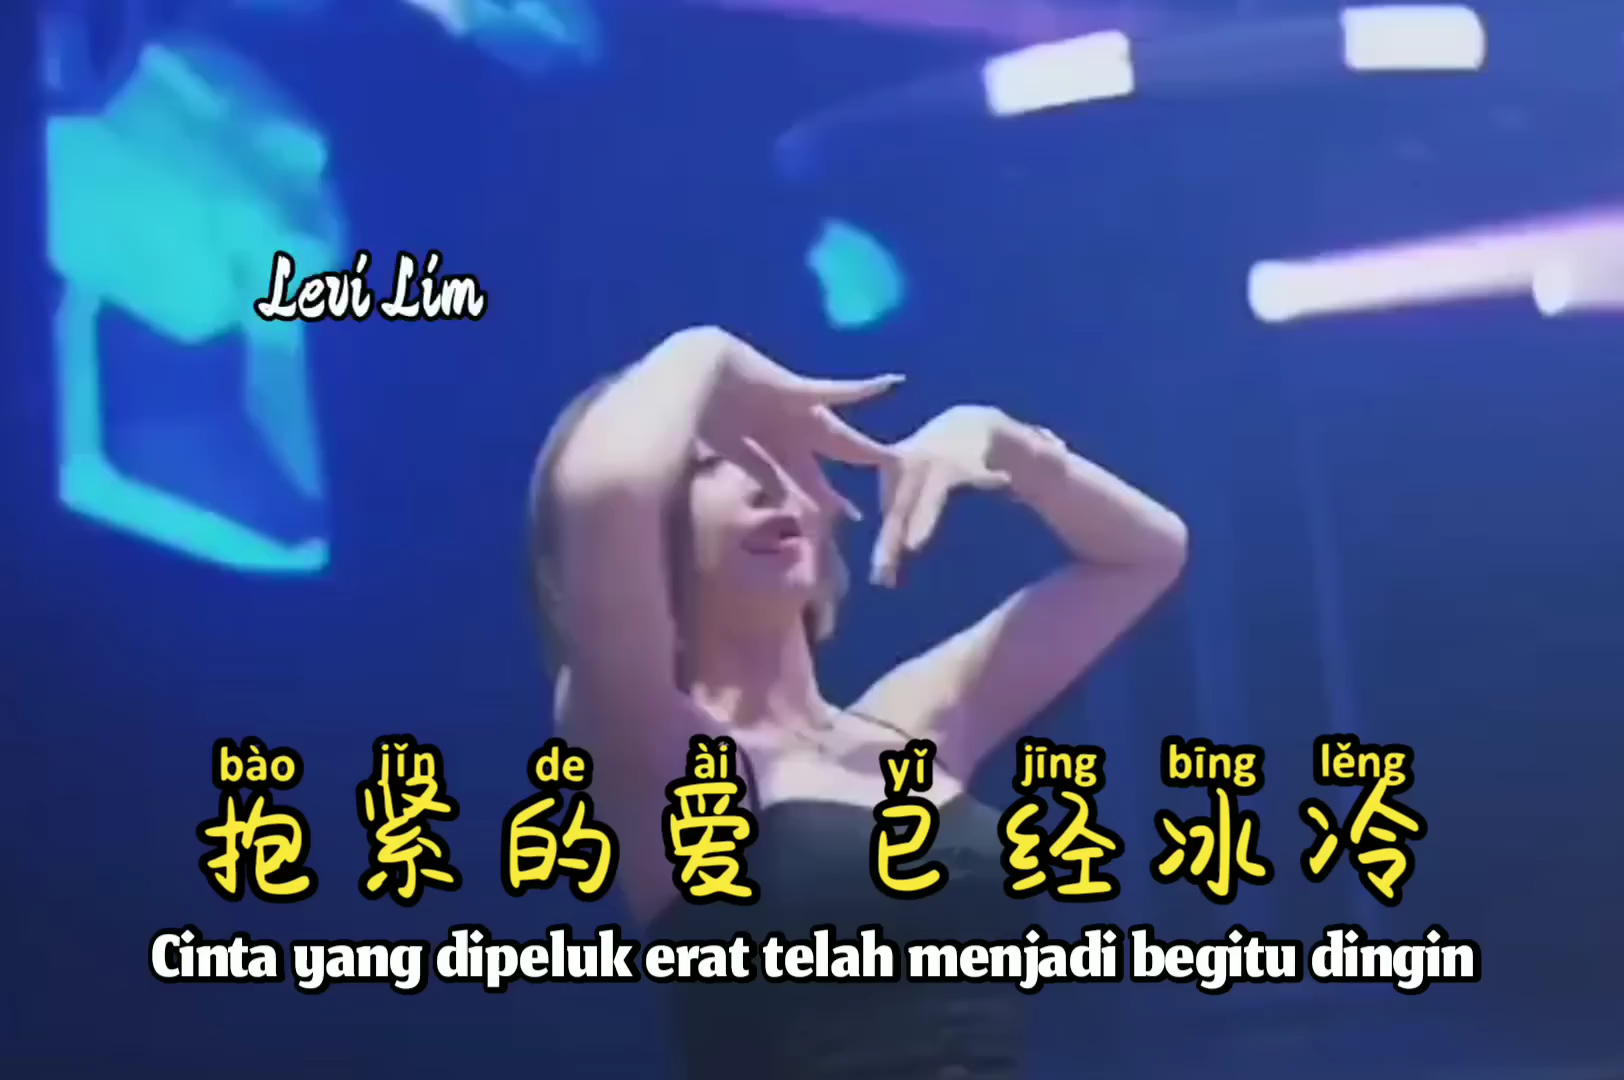 Levi Lim
bào jǐn de ài yǐ jīng bīng lěng
抱紧的爱 已经冰冷
Cinta yang dipeluk erat telah menjadi begitu dingin